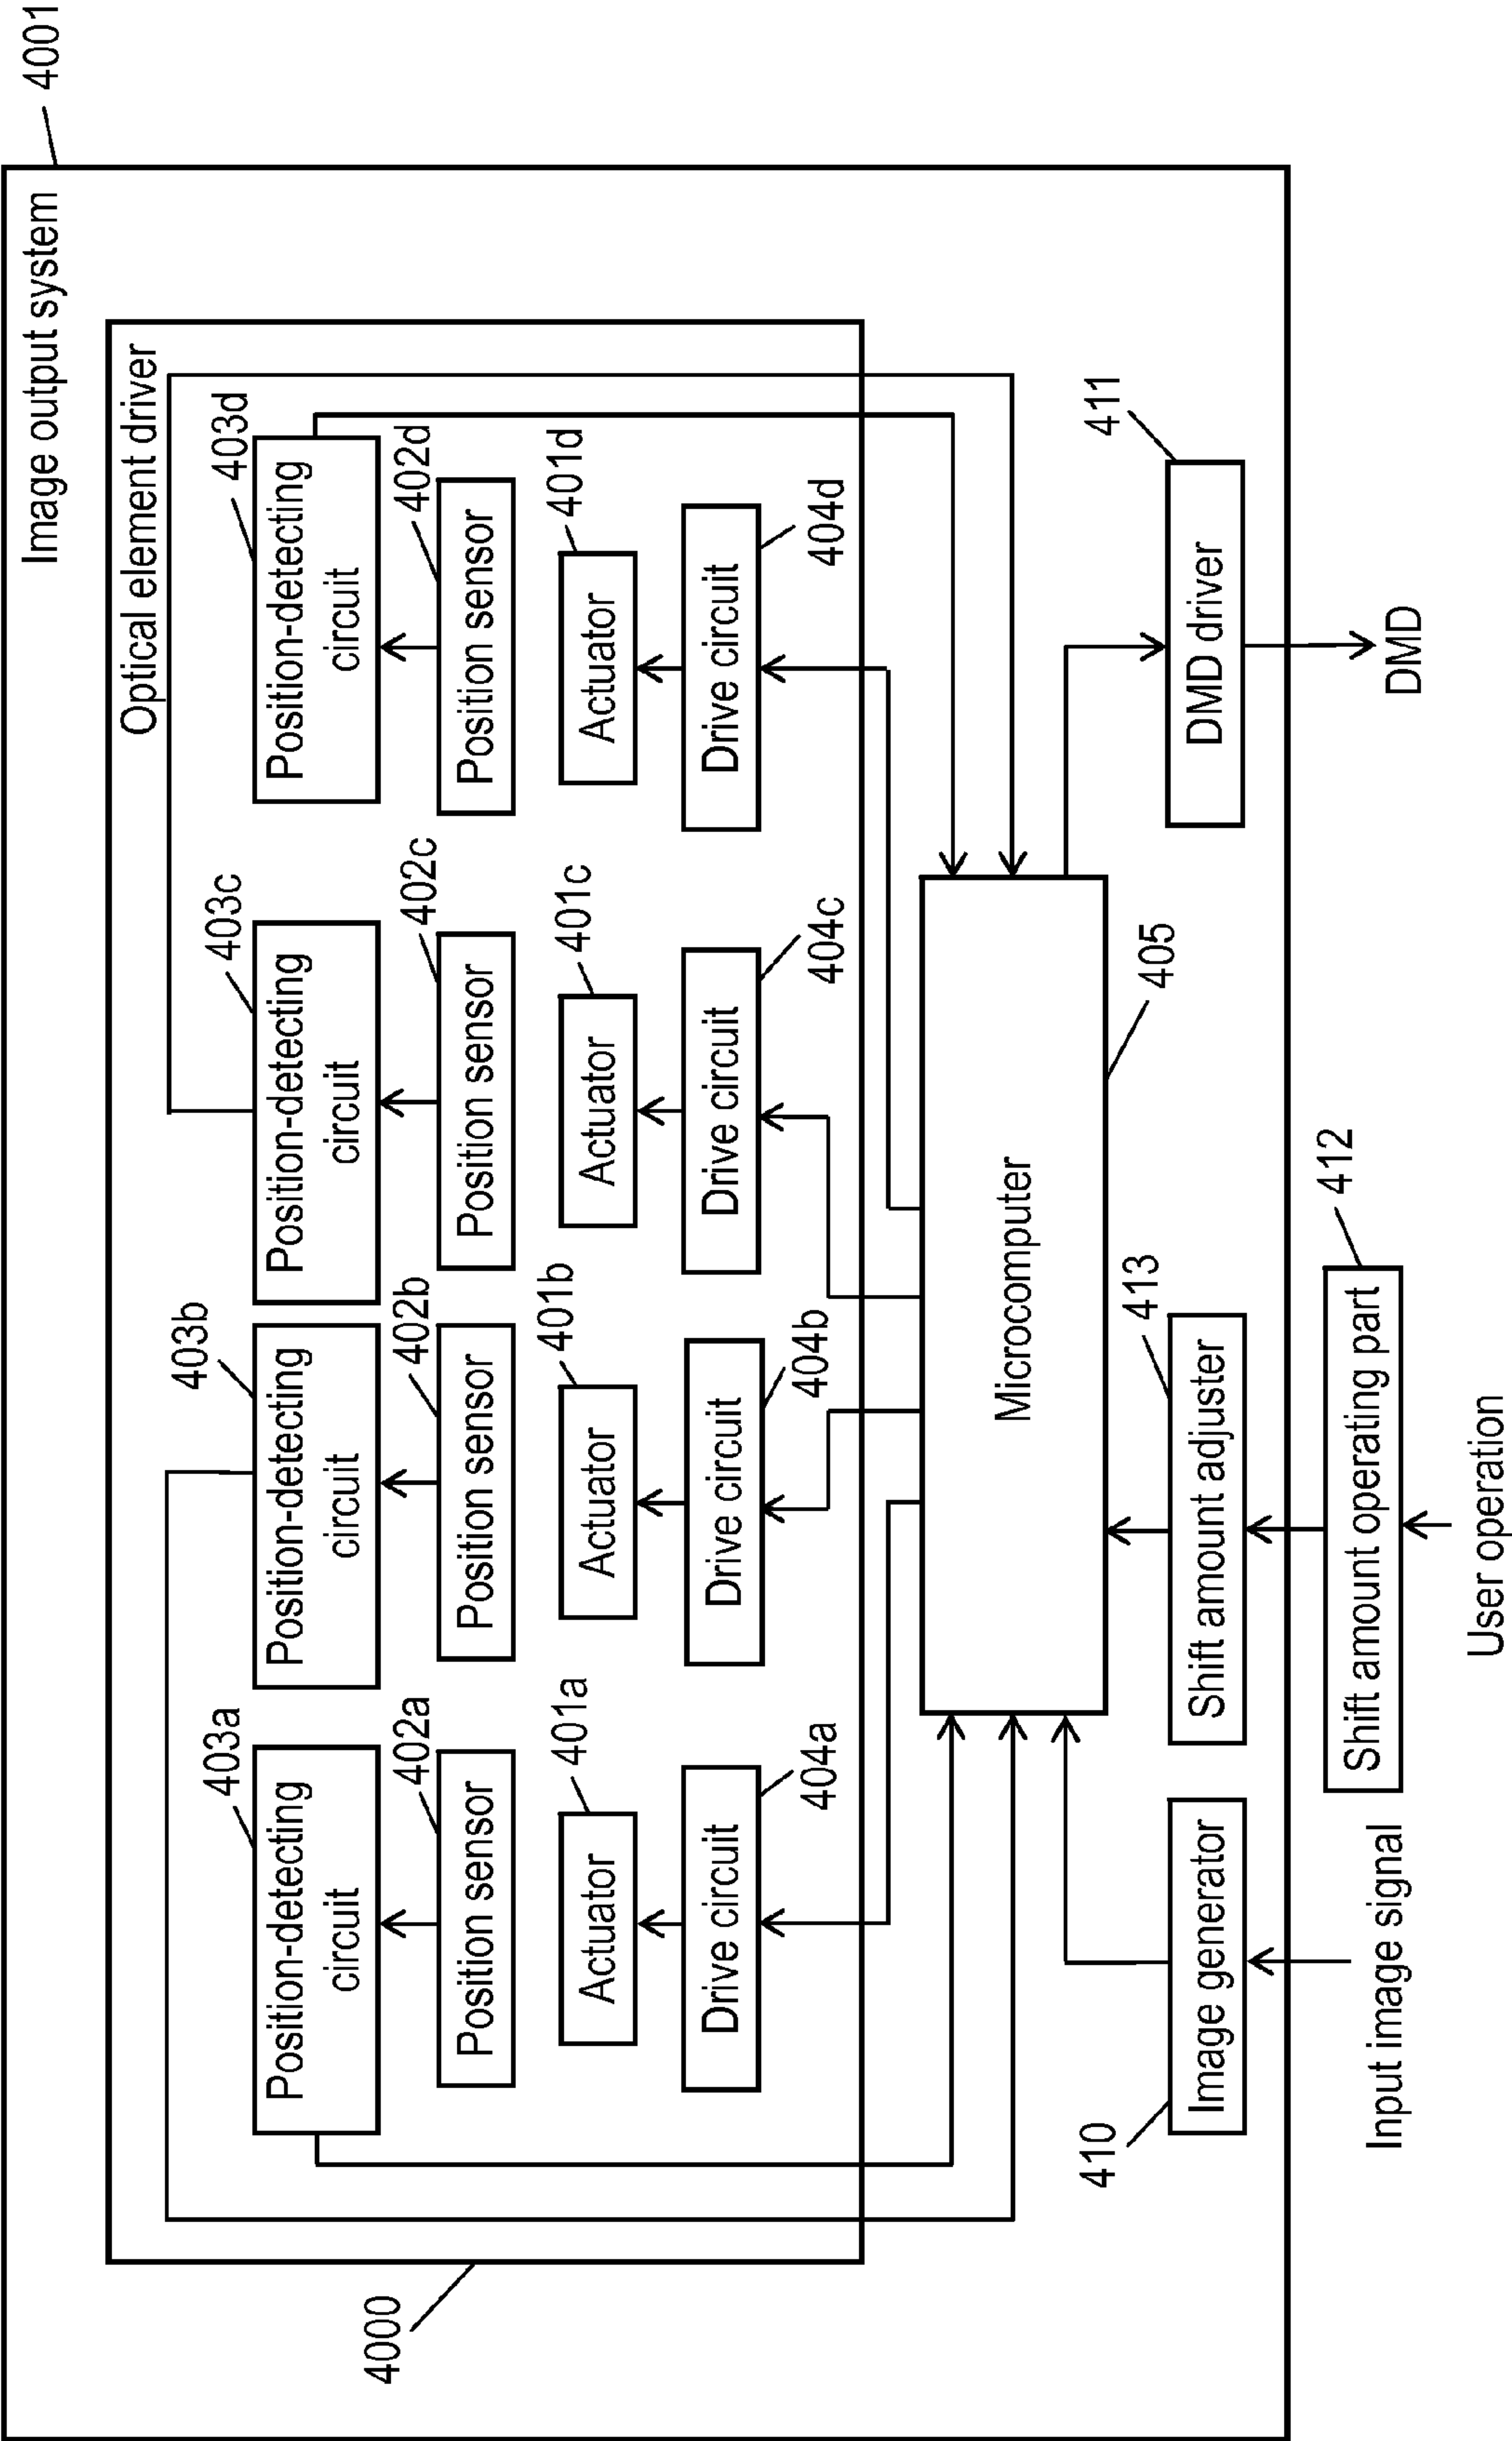 4001
Image output system
4000
Optical element driver
403a
403b
403c
403d
Position-detecting
circuit
Position-detecting
circuit
Position-detecting
circuit
Position-detecting
circuit
402a
402b
402c
402d
Position sensor
Position sensor
Position sensor
Position sensor
401a
401b
401c
401d
Actuator
Actuator
Actuator
Actuator
Drive circuit
Drive circuit
Drive circuit
Drive circuit
404a
404b
404c
404d
Microcomputer
405
410
413
411
Image generator
Shift amount adjuster
DMD driver
412
Shift amount operating part
Input image signal
User operation
DMD